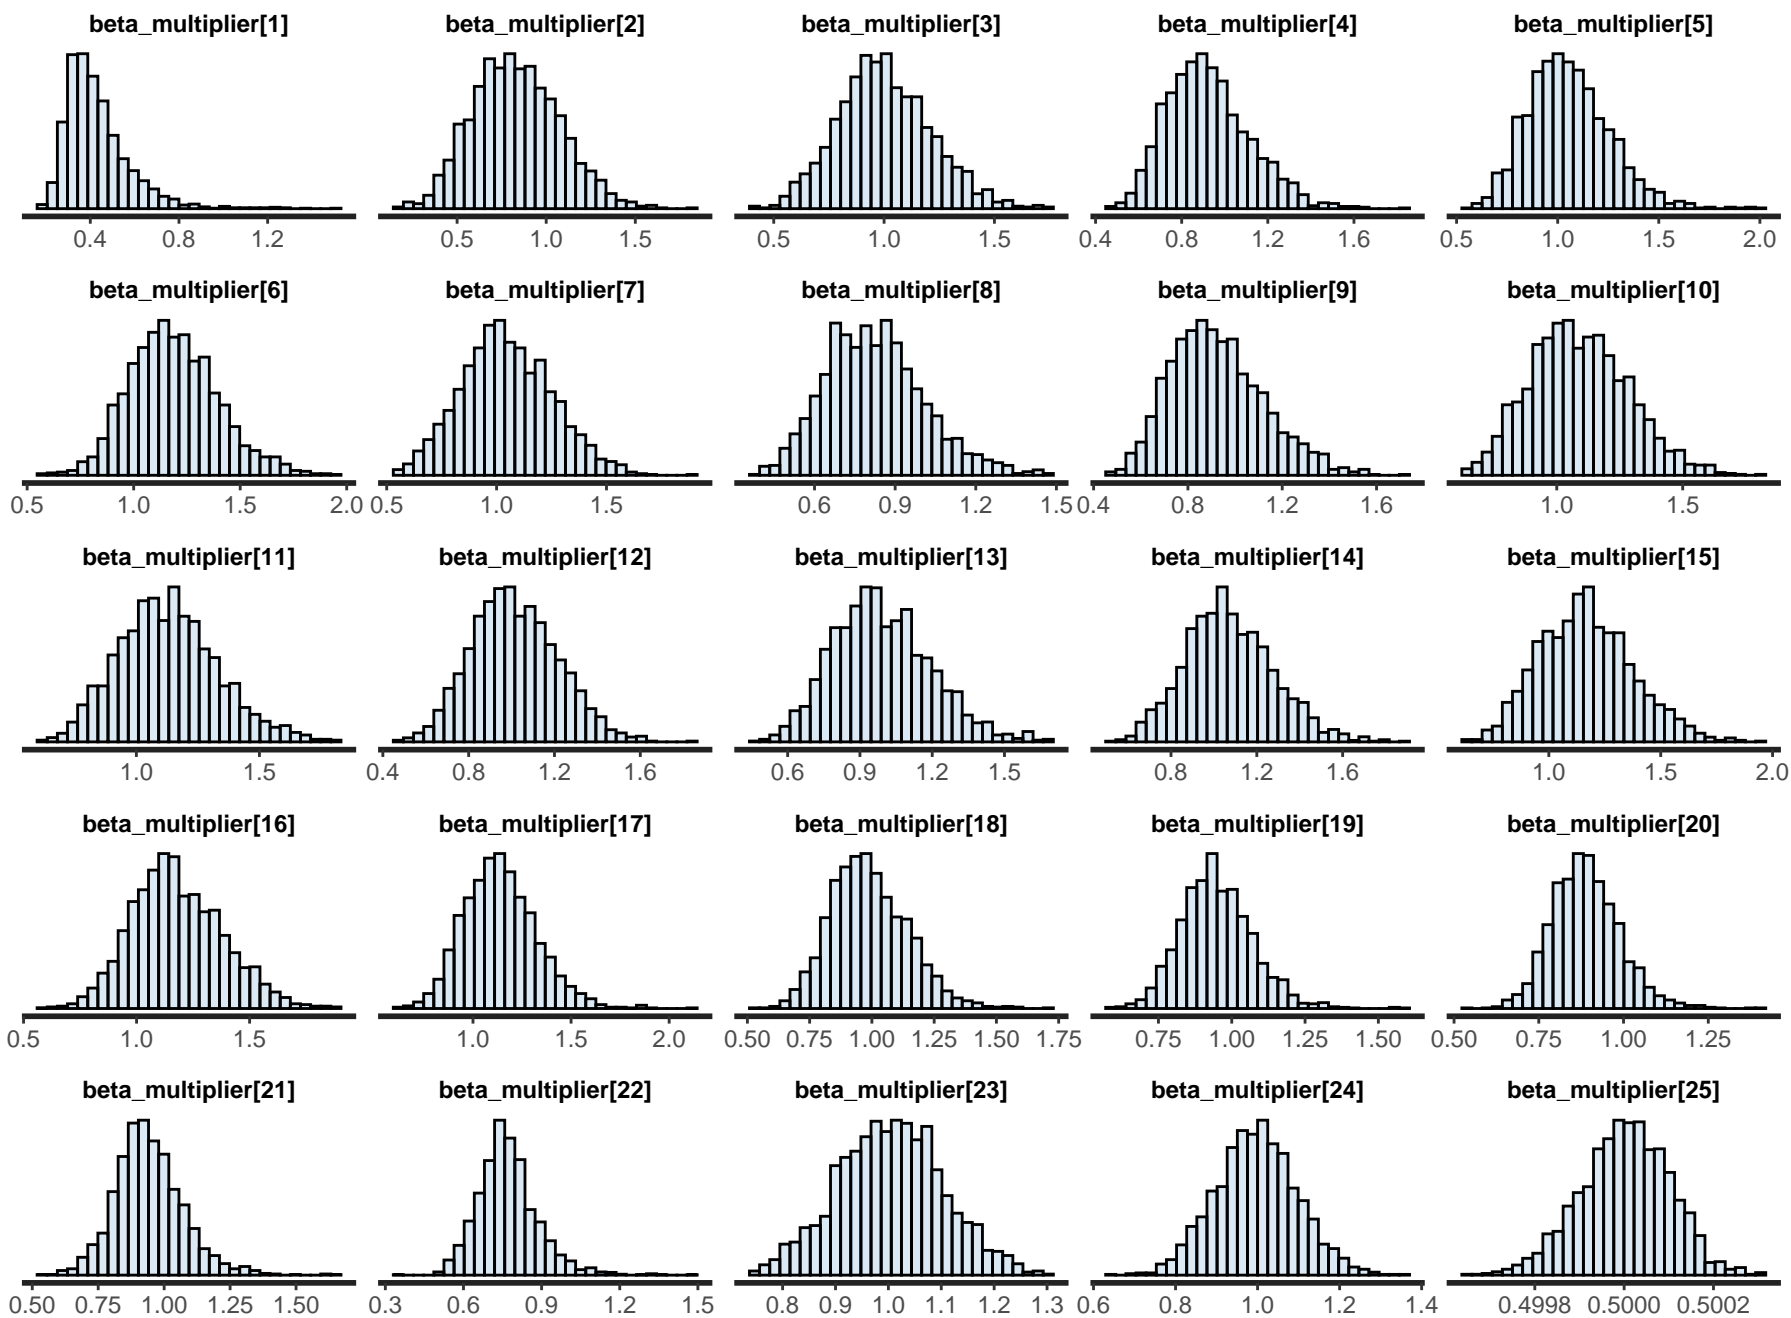 beta_multiplier[1] beta_multiplier[2] beta_multiplier[3] beta_multiplier[4] beta_multiplier[5]
0.4 0.8 1.2 0.5 1.0 1.5 0.5 1.0 1.5 0.4 0.8 1.2 1.6 0.5 1.0 1.5 2.0
beta_multiplier[6] beta_multiplier[7] beta_multiplier[8] beta_multiplier[9] beta_multiplier[10]
0.5 1.0 1.5 2.0 0.5 1.0 1.5 0.6 0.9 1.2 1.5 0.4 0.8 1.2 1.6 1.0 1.5
beta_multiplier[11] beta_multiplier[12] beta_multiplier[13] beta_multiplier[14] beta_multiplier[15]
1.0 1.5 0.4 0.8 1.2 1.6 0.6 0.9 1.2 1.5 0.8 1.2 1.6 1.0 1.5 2.0
beta_multiplier[16] beta_multiplier[17] beta_multiplier[18] beta_multiplier[19] beta_multiplier[20]
0.5 1.0 1.5 1.0 1.5 2.0 0.50 0.75 1.00 1.25 1.50 1.75 0.75 1.00 1.25 1.50 0.50 0.75 1.00 1.25
beta_multiplier[21] beta_multiplier[22] beta_multiplier[23] beta_multiplier[24] beta_multiplier[25]
0.50 0.75 1.00 1.25 1.50 0.3 0.6 0.9 1.2 1.5 0.8 0.9 1.0 1.1 1.2 1.3 0.6 0.8 1.0 1.2 1.4 0.4998 0.5000 0.5002